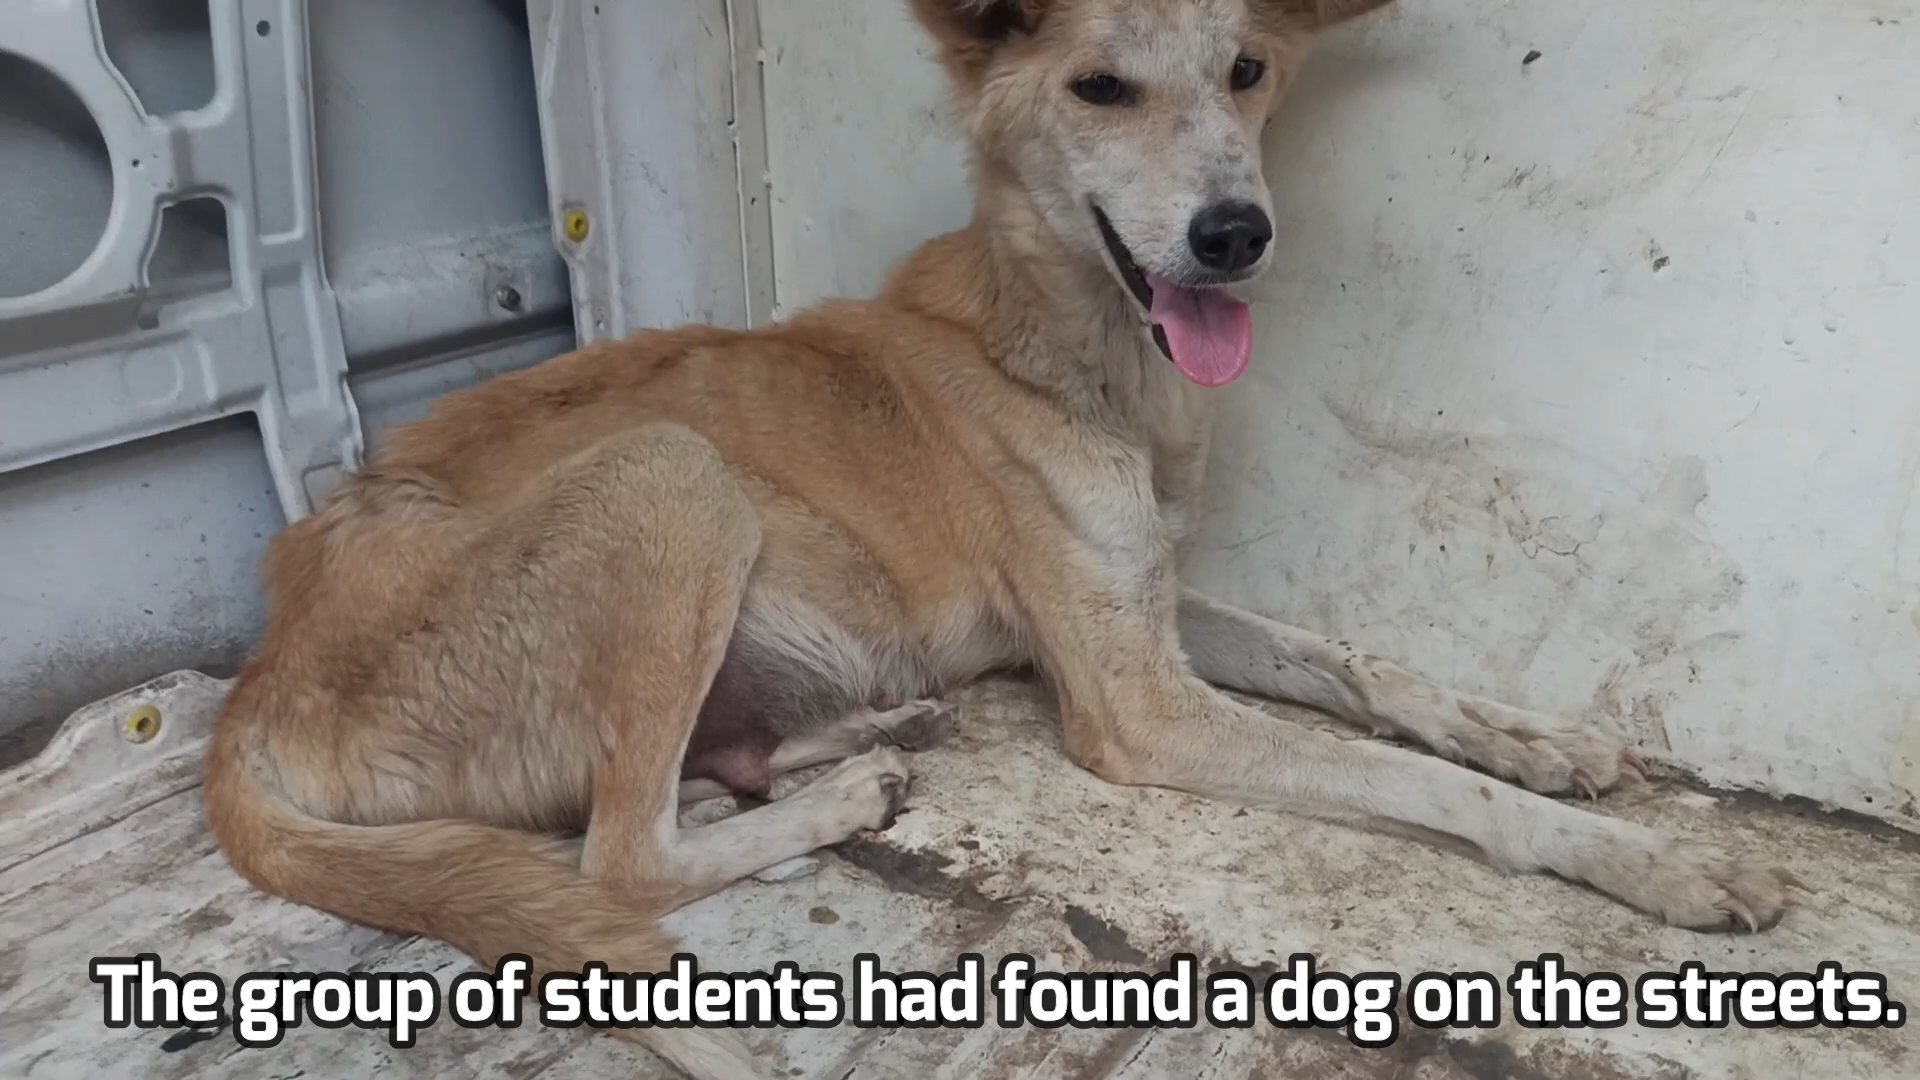 The group of students had found a dog on the streets.